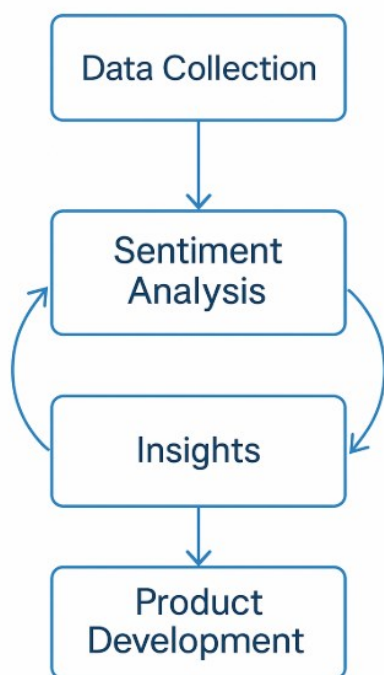 Data Collection
Sentiment
Analysis
Insights
Product
Development